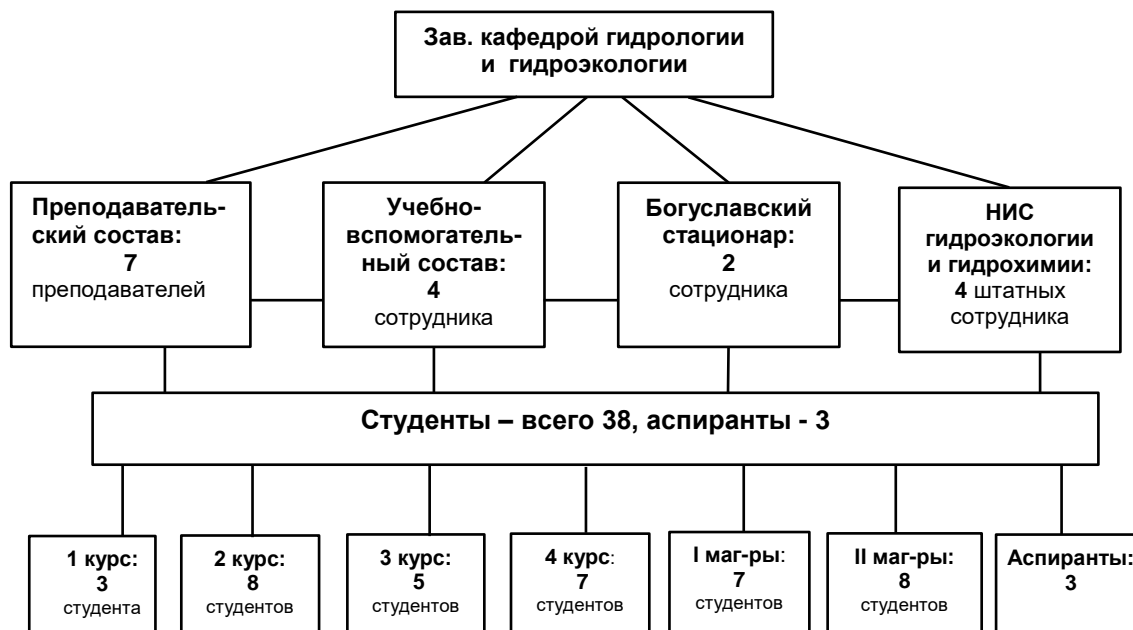 Зав. кафедрой гидрологии
и гидроэкологии
Преподаватель-
ский состав:
7
преподавателей
Учебно-
вспомогатель-
ный состав:
4
сотрудника
Богуславский
стационар:
2
сотрудника
НИС
гидроэкологии
и гидрохимии:
4 штатных
сотрудника
Студенты – всего 38, аспиранты - 3
1 курс:
3
студента
2 курс:
8
студентов
3 курс:
5
студентов
4 курс:
7
студентов
I маг-ры:
7
студентов
II маг-ры:
8
студентов
Аспиранты:
3